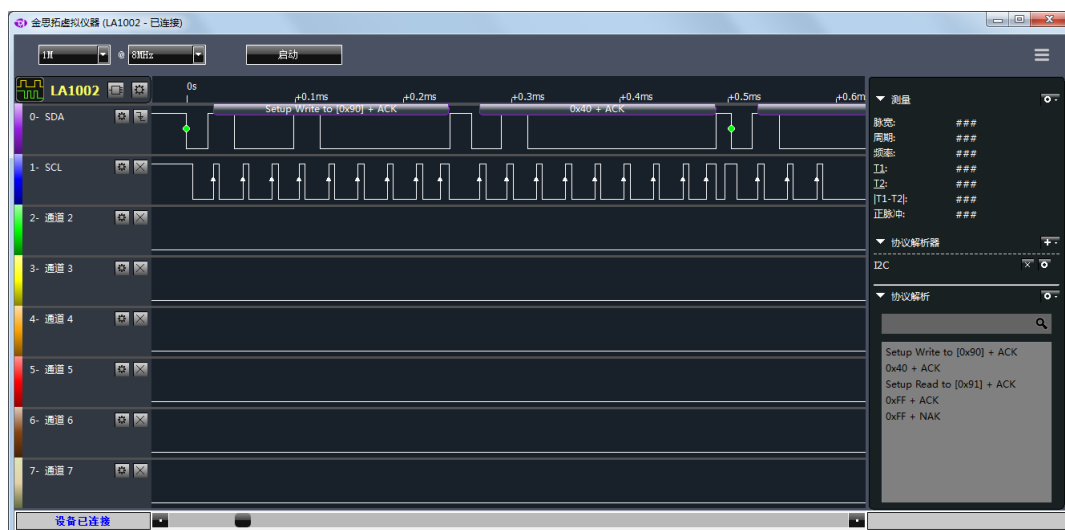 金思拓虚拟仪器 (LA1002 - 已连接)
1M @ 8MHz 启动
LA1002
0s +0.1ms +0.2ms +0.3ms +0.4ms +0.5ms +0.6m
Setup Write to [0x90] + ACK 0x40 + ACK
0- SDA
1- SCL
2- 通道 2
3- 通道 3
4- 通道 4
5- 通道 5
6- 通道 6
7- 通道 7
设备已连接
测量
脉宽: ###
周期: ###
频率: ###
T1: ###
T2: ###
|T1-T2|: ###
正脉冲: ###
协议解析器
I2C
协议解析
Setup Write to [0x90] + ACK
0x40 + ACK
Setup Read to [0x91] + ACK
0xFF + ACK
0xFF + NAK